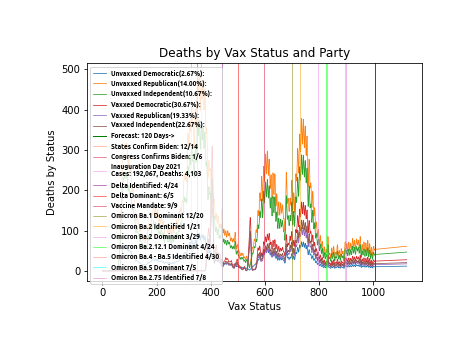 Deaths by Vax Status and Party
500
400
300
200
100
0
Deaths by Status
Unvaxxed Democratic(2.67%):
Unvaxxed Republican(14.00%):
Unvaxxed Independent(10.67%):
Vaxxed Democratic(30.67%):
Vaxxed Republican(19.33%):
Vaxxed Independent(22.67%):
Forecast: 120 Days->
States Confirm Biden: 12/14
Congress Confirms Biden: 1/6
Inauguration Day 2021
Cases: 192,067, Deaths: 4,103
Delta Identified: 4/24
Delta Dominant: 6/5
Vaccine Mandate: 9/9
Omicron Ba.1 Dominant 12/20
Omicron Ba.2 Identified 1/21
Omicron Ba.2 Dominant 3/29
Omicron Ba.2.12.1 Dominant 4/24
Omicron Ba.4 - Ba.5 Identified 4/30
Omicron Ba.5 Dominant 7/5
Omicron Ba.2.75 Identified 7/8
0
200
400
600
800
1000
Vax Status